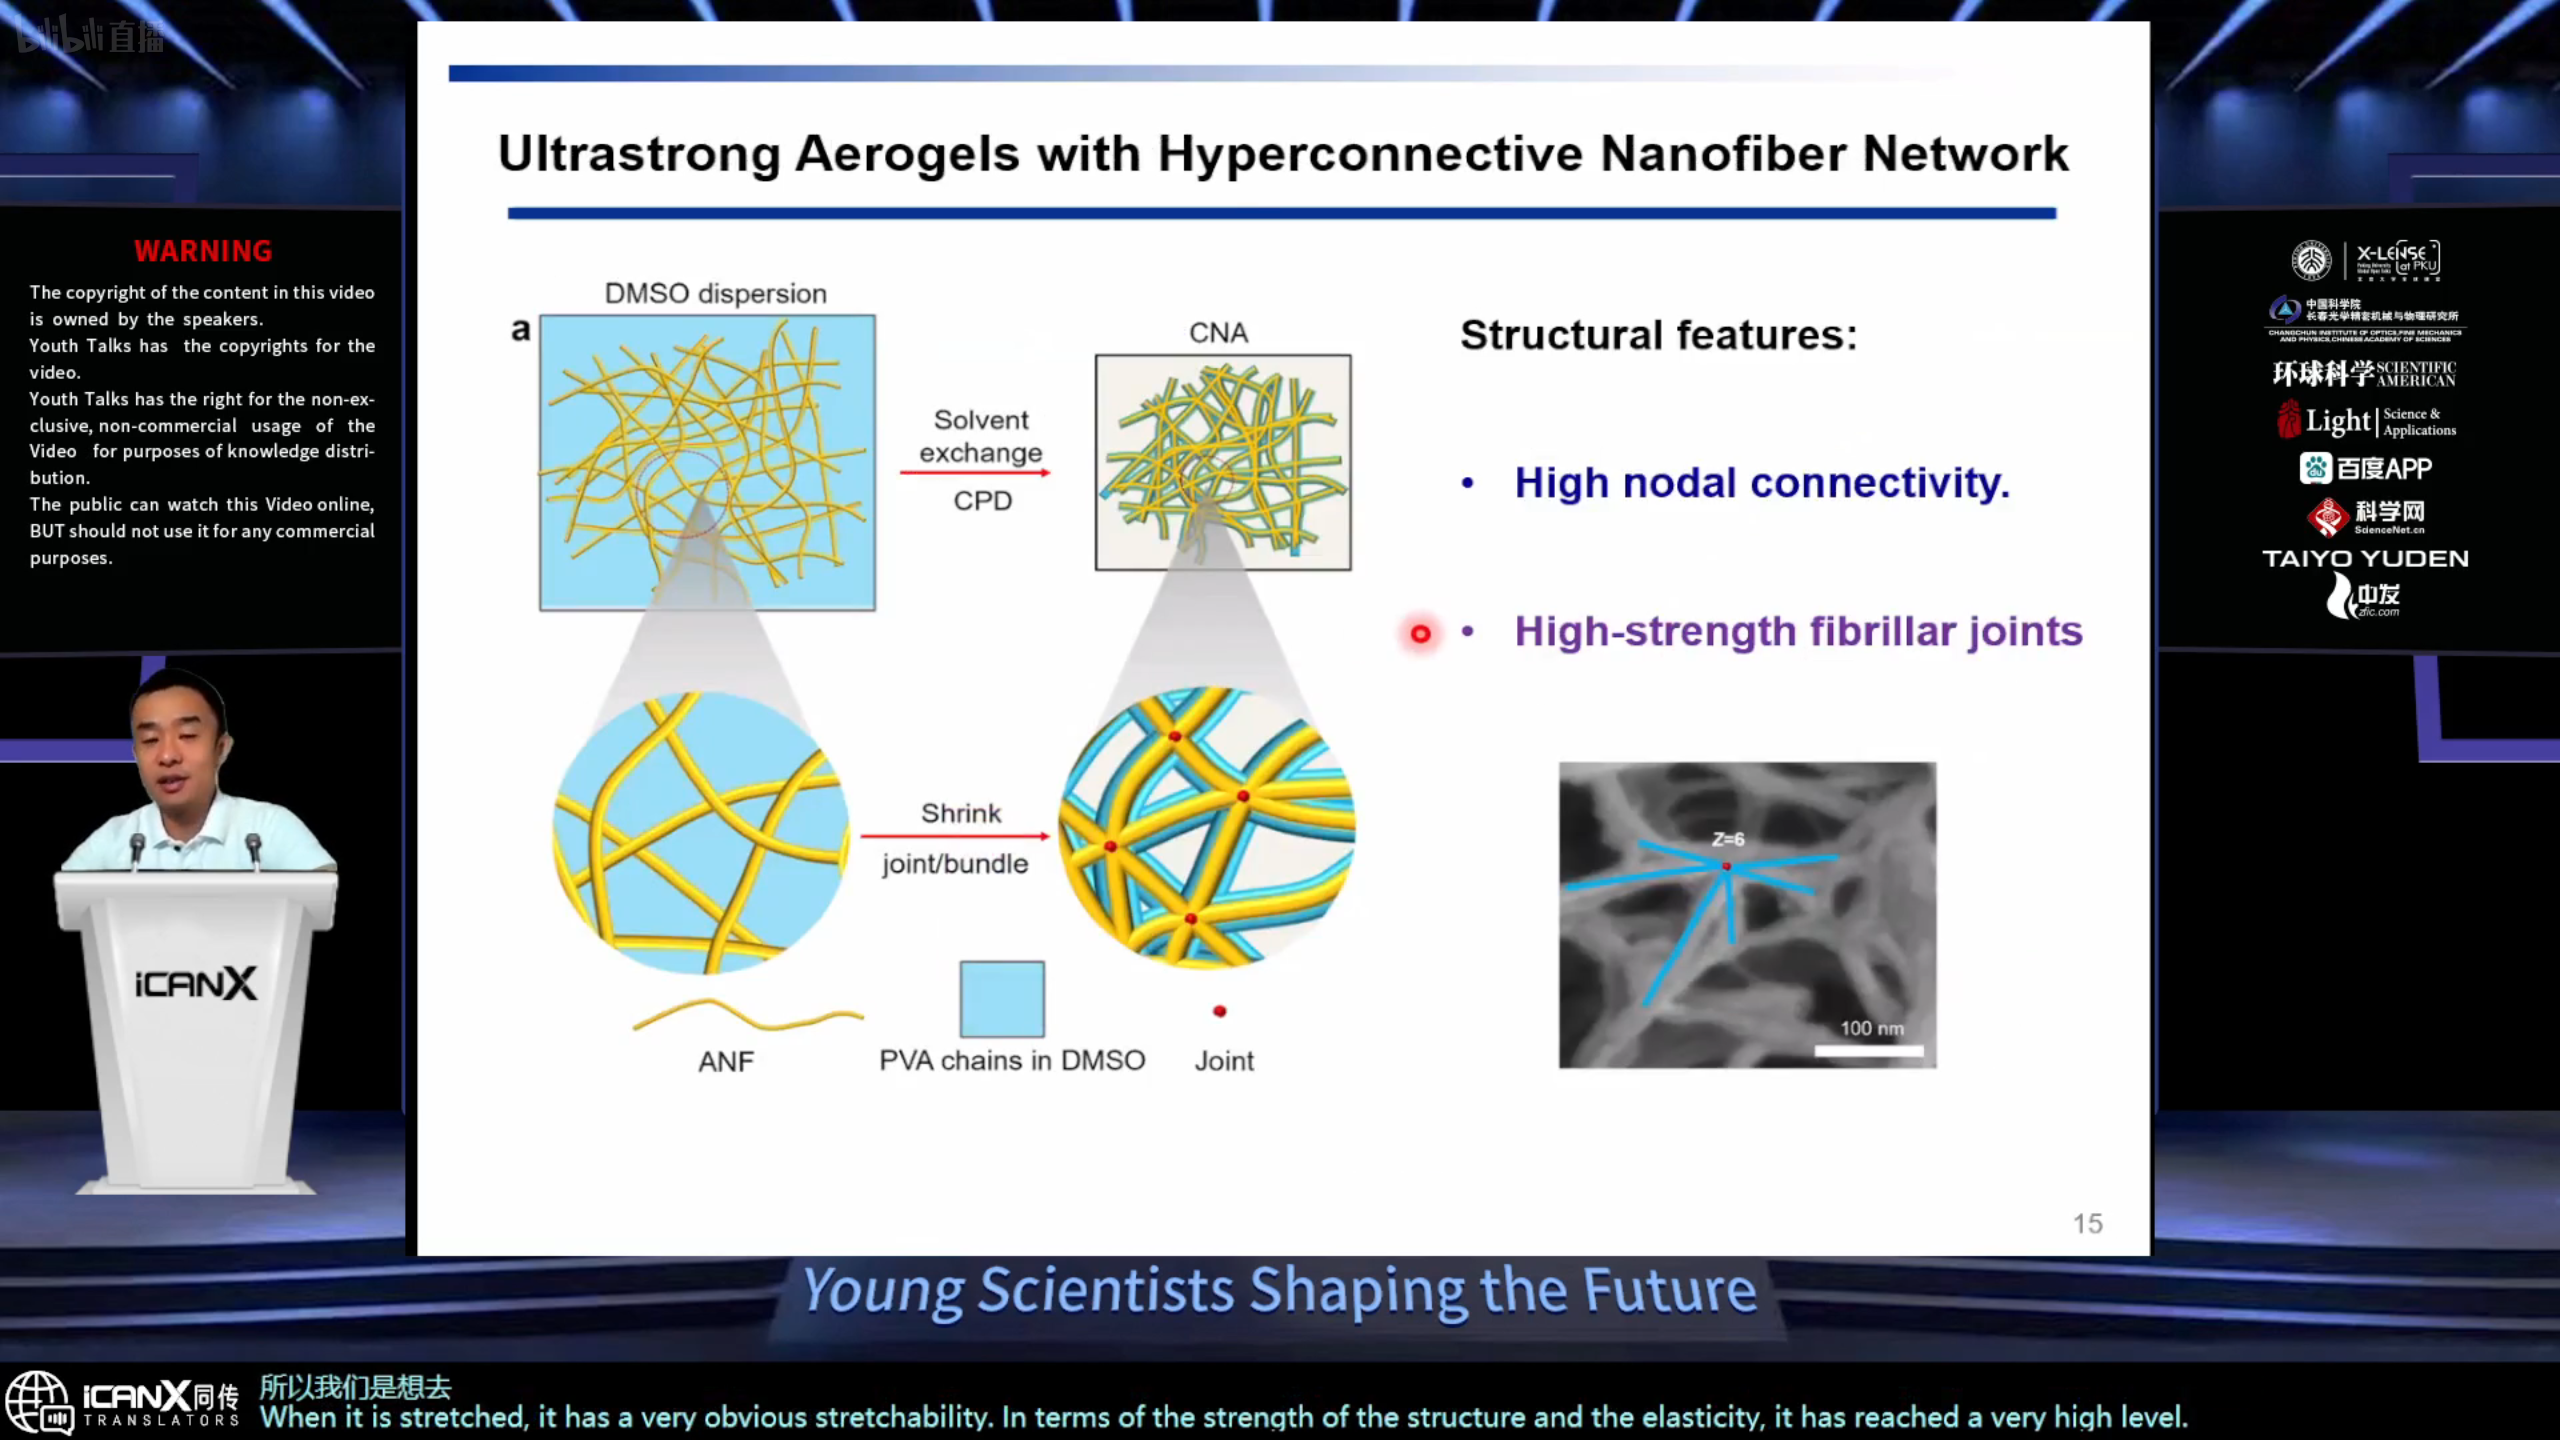 bilibili直播
Ultrastrong Aerogels with Hyperconnective Nanofiber Network
WARNING
The copyright of the content in this video
is owned by the speakers.
Youth Talks has the copyrights for the
video.
Youth Talks has the right for the non-ex-
clusive, non-commercial usage of the
Video for purposes of knowledge distri-
bution.
The public can watch this Video online,
BUT should not use it for any commercial
purposes.
DMSO dispersion
a
CNA
Solvent
exchange
CPD
Shrink
joint/bundle
ANF
PVA chains in DMSO
Joint
Structural features:
• High nodal connectivity.
• High-strength fibrillar joints
Z=6
100 nm
15
X-LENSE
at PKU
中国科学院
长春光学精密机械与物理研究所
CHANGCHUN INSTITUTE OF OPTICS,FINE MECHANICS
AND PHYSICS,CHINESE ACADEMY OF SCIENCES
环球科学 SCIENTIFIC
AMERICAN
Light Science &
Applications
du 百度APP
科学网
ScienceNet.cn
TAIYO YUDEN
中发
zfic.com
iCANX
Young Scientists Shaping the Future
iCANX同传
TRANSLATORS
所以我们是想去
When it is stretched, it has a very obvious stretchability. In terms of the strength of the structure and the elasticity, it has reached a very high level.